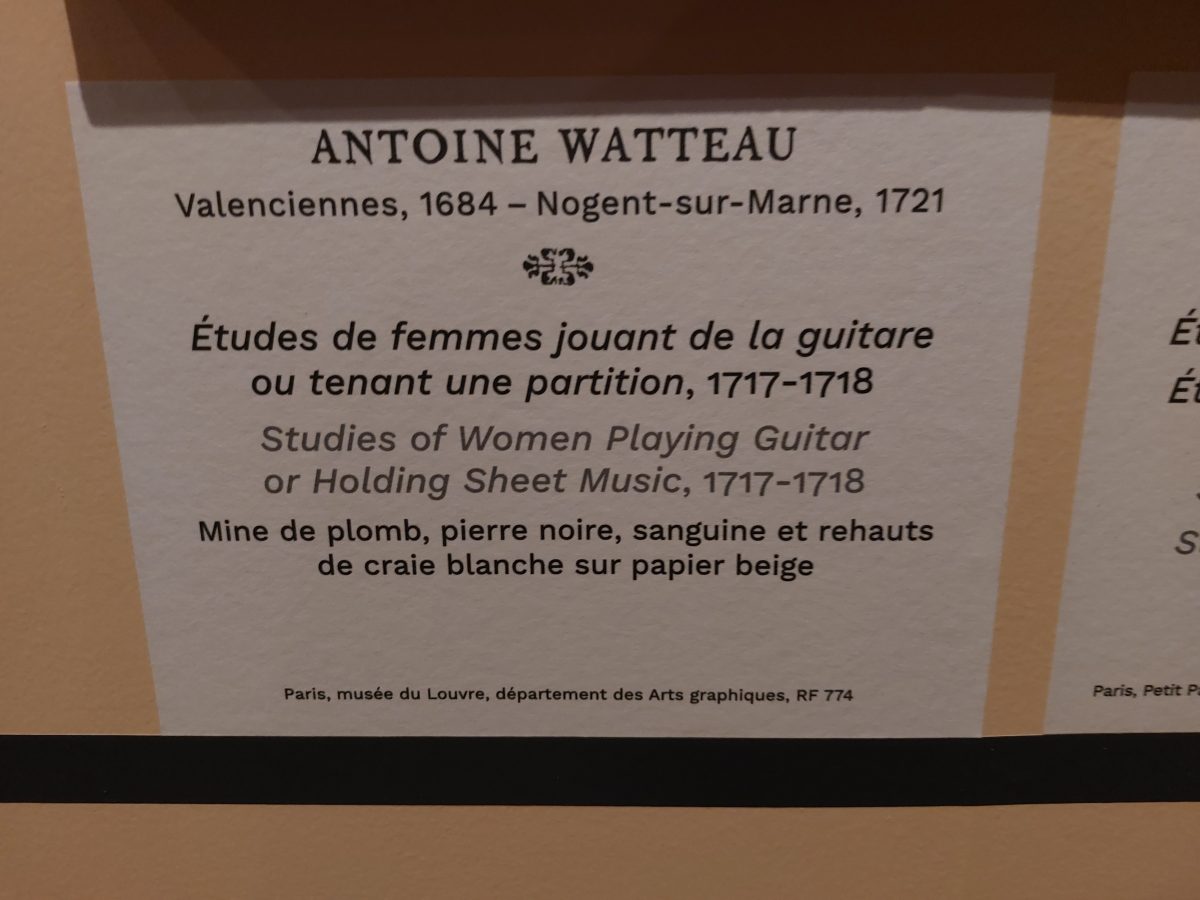 ANTOINE WATTEAU
Valenciennes, 1684 – Nogent-sur-Marne, 1721
Études de femmes jouant de la guitare
ou tenant une partition, 1717-1718
Studies of Women Playing Guitar
or Holding Sheet Music, 1717-1718
Mine de plomb, pierre noire, sanguine et rehauts
de craie blanche sur papier beige
Paris, musée du Louvre, département des Arts graphiques, RF 774
Paris, Petit